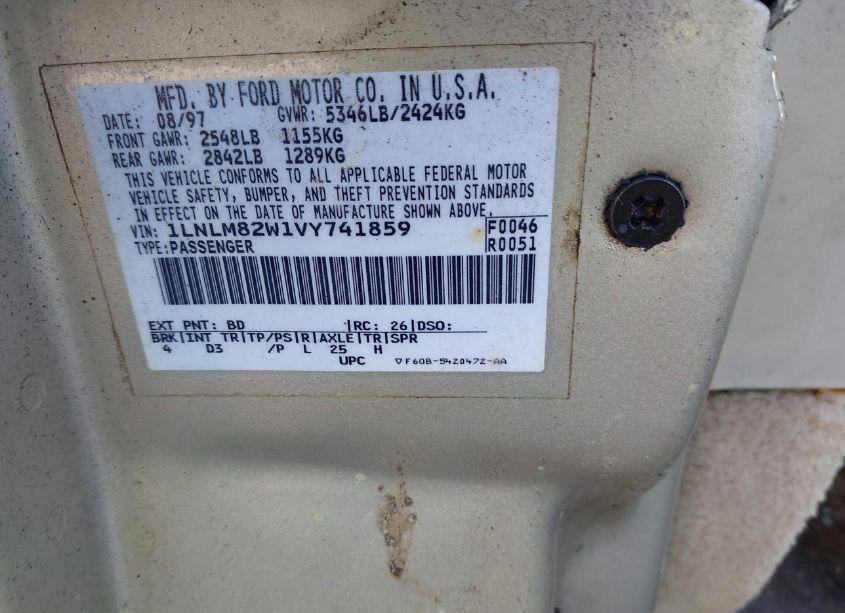 MFD. BY FORD MOTOR CO. IN U.S.A.
DATE: 08/97 GVWR: 5346LB/2424KG
FRONT GAWR: 2548LB 1155KG
REAR GAWR: 2842LB 1289KG
THIS VEHICLE CONFORMS TO ALL APPLICABLE FEDERAL MOTOR
VEHICLE SAFETY, BUMPER, AND THEFT PREVENTION STANDARDS
IN EFFECT ON THE DATE OF MANUFACTURE SHOWN ABOVE.
VIN: 1LNLM82W1VY741859 F0046
TYPE: PASSENGER R0051
EXT PNT: BD |RC: 26|DSO:
BRK|INT TR|TP/PS|R|AXLE|TR|SPR
4 D3 /P L 25 H
UPC ▽F60B-5420472-AA